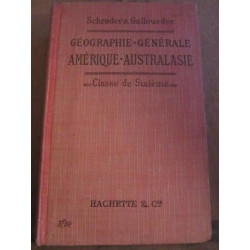 Schrader & Gallouédec
GÉOGRAPHIE-GÉNÉRALE
AMÉRIQUE-AUSTRALASIE
Classe de Sixième
HACHETTE & Cie